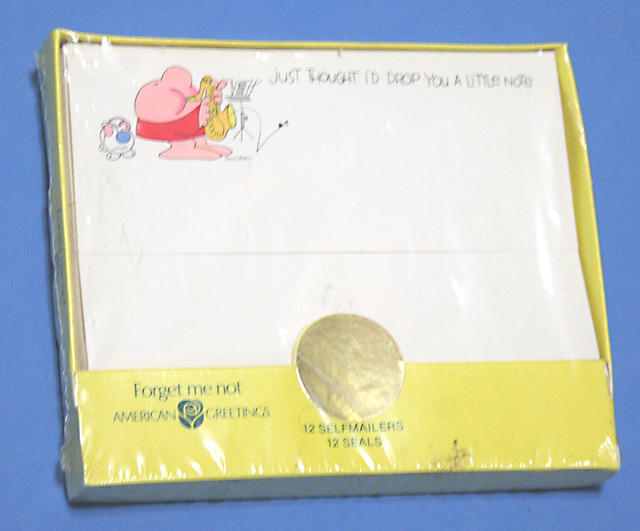 JUST THOUGHT I'D DROP YOU A LITTLE NOTE
Forget me not
AMERICAN GREETINGS
12 SELFMAILERS
12 SEALS